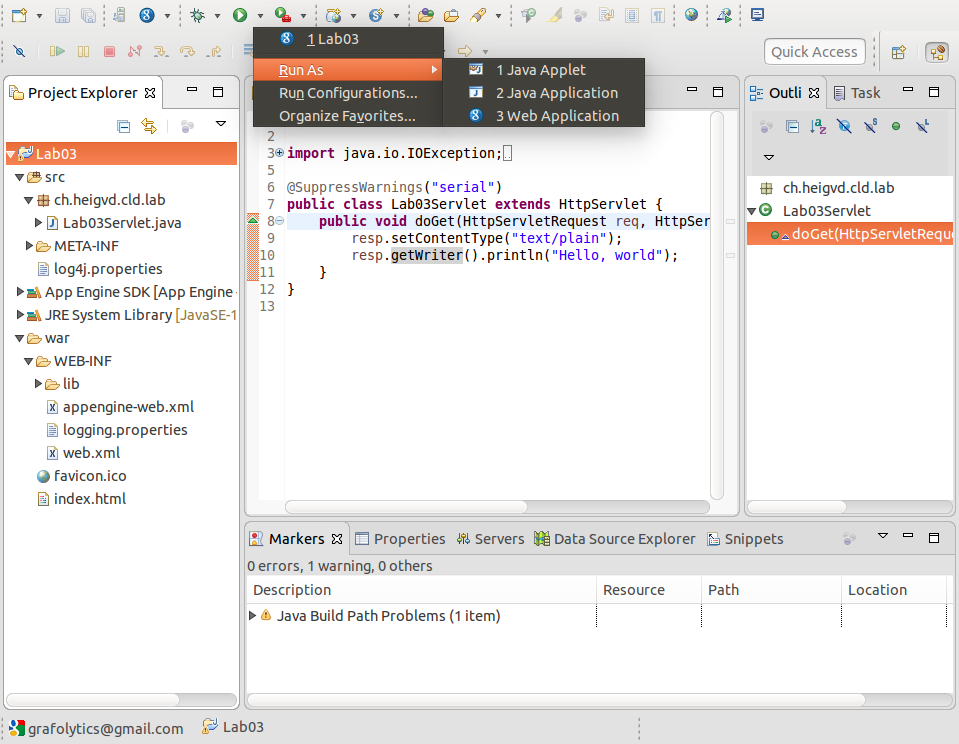 1 Lab03
Run As
1 Java Applet
Run Configurations...
2 Java Application
Organize Favorites...
3 Web Application
Quick Access
Project Explorer
Lab03
src
ch.heigvd.cld.lab
Lab03Servlet.java
META-INF
log4j.properties
App Engine SDK [App Engine
JRE System Library [JavaSE-1
war
WEB-INF
lib
appengine-web.xml
logging.properties
web.xml
favicon.ico
index.html
2
3 import java.io.IOException;
5
6 @SuppressWarnings("serial")
7 public class Lab03Servlet extends HttpServlet {
8 public void doGet(HttpServletRequest req, HttpSer
9 resp.setContentType("text/plain");
10 resp.getWriter().println("Hello, world");
11 }
12 }
13
Outli
Task
ch.heigvd.cld.lab
Lab03Servlet
doGet(HttpServletReque
Markers
Properties
Servers
Data Source Explorer
Snippets
0 errors, 1 warning, 0 others
Description Resource Path Location
Java Build Path Problems (1 item)
grafolytics@gmail.com
Lab03